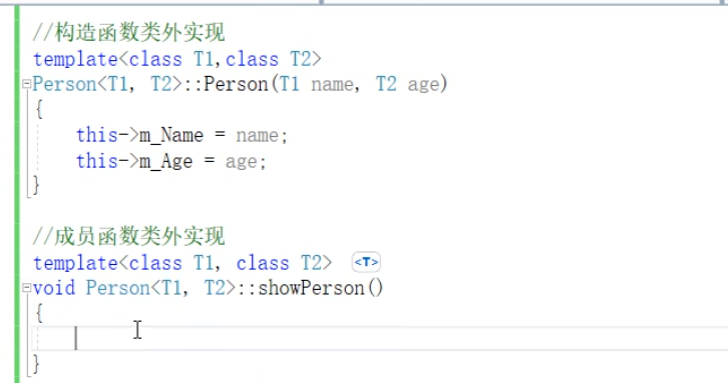 //构造函数类外实现
template<class T1,class T2>
Person<T1, T2>::Person(T1 name, T2 age)
{
this->m_Name = name;
this->m_Age = age;
}
//成员函数类外实现
template<class T1, class T2> <T>
void Person<T1, T2>::showPerson()
{
}